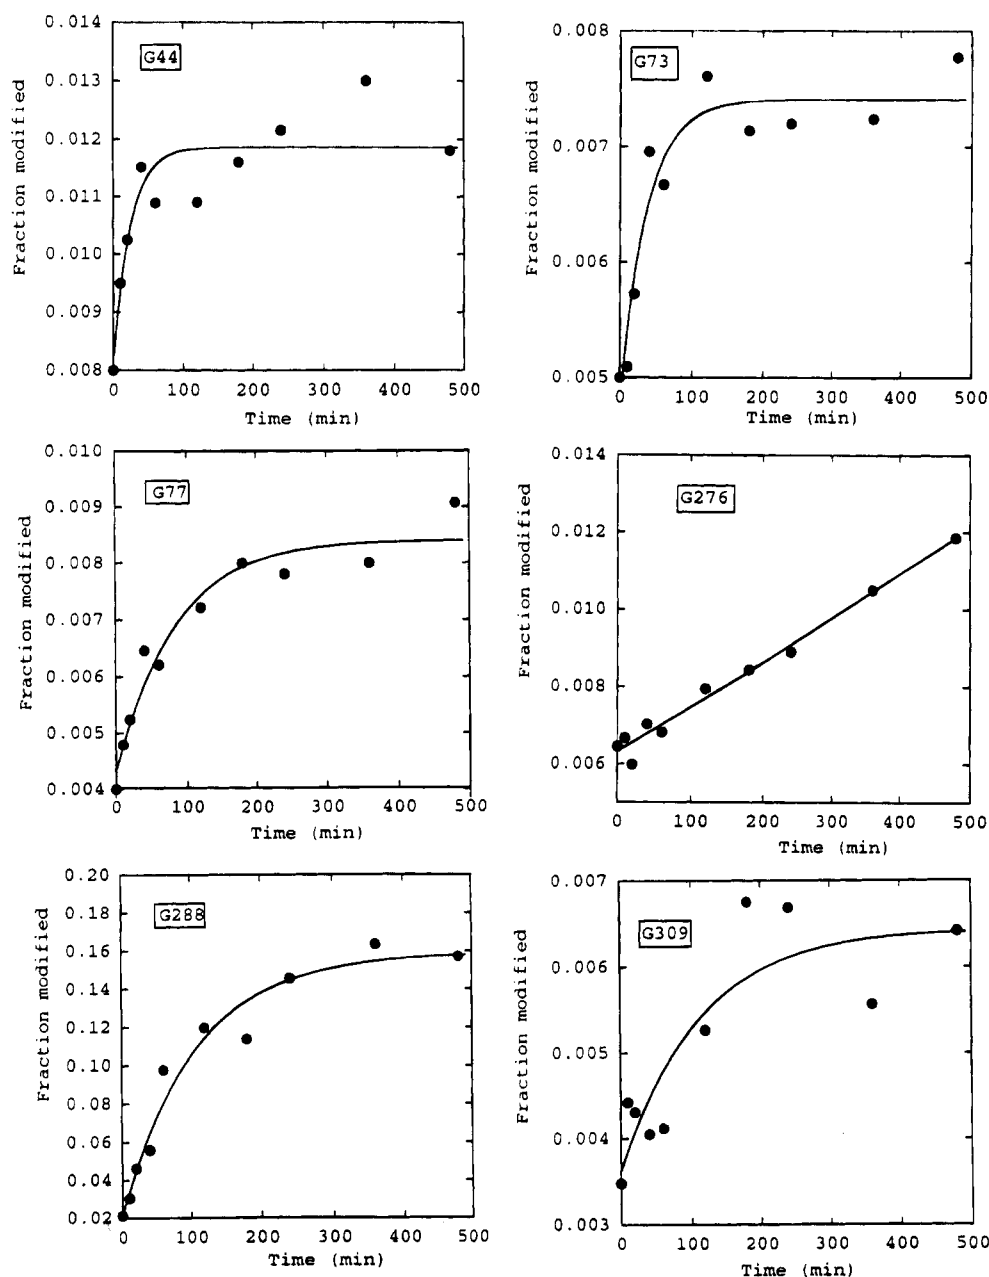 0.014
0.013
0.012
0.011
0.010
0.009
0.008
Fraction modified
G44
0 100 200 300 400 500
Time (min)
0.008
0.007
0.006
0.005
Fraction modified
G73
0 100 200 300 400 500
Time (min)
0.010
0.009
0.008
0.007
0.006
0.005
0.004
Fraction modified
G77
0 100 200 300 400 500
Time (min)
0.014
0.012
0.010
0.008
0.006
Fraction modified
G276
0 100 200 300 400 500
Time (min)
0.20
0.18
0.16
0.14
0.12
0.10
0.08
0.06
0.04
0.02
Fraction modified
G288
0 100 200 300 400 500
Time (min)
0.007
0.006
0.005
0.004
0.003
Fraction modified
G309
0 100 200 300 400 500
Time (min)